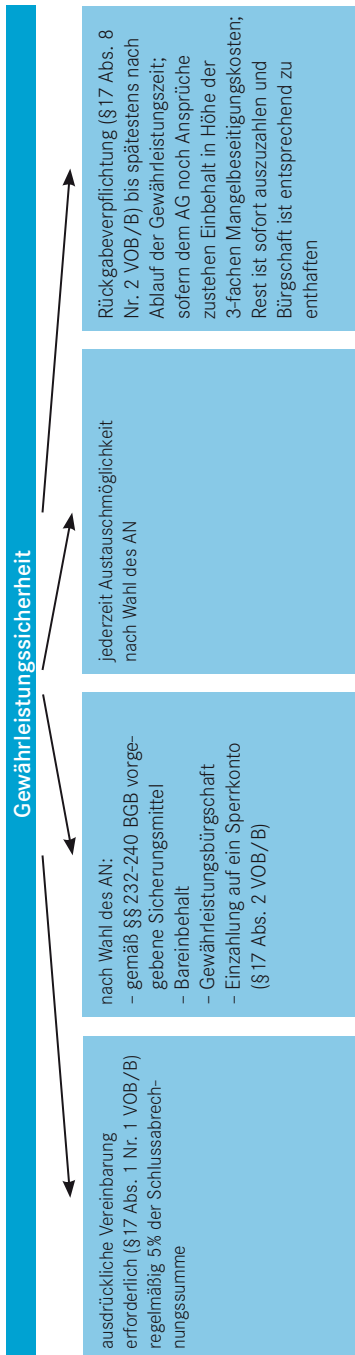 Gewährleistungssicherheit
ausdrückliche Vereinbarung
erforderlich (§ 17 Abs. 1 Nr. 1 VOB/B)
regelmäßig 5% der Schlussabrech-
nungssumme
nach Wahl des AN:
– gemäß §§ 232-240 BGB vorge-
gebene Sicherungsmittel
– Bareinbehalt
– Gewährleistungsbürgschaft
– Einzahlung auf ein Sperrkonto
(§ 17 Abs. 2 VOB/B)
jederzeit Austauschmöglichkeit
nach Wahl des AN
Rückgabeverpflichtung (§ 17 Abs. 8
Nr. 2 VOB/B) bis spätestens nach
Ablauf der Gewährleistungszeit;
sofern dem AG noch Ansprüche
zustehen Einbehalt in Höhe der
3-fachen Mangelbeseitigungskosten;
Rest ist sofort auszuzahlen und
Bürgschaft ist entsprechend zu
enthaften